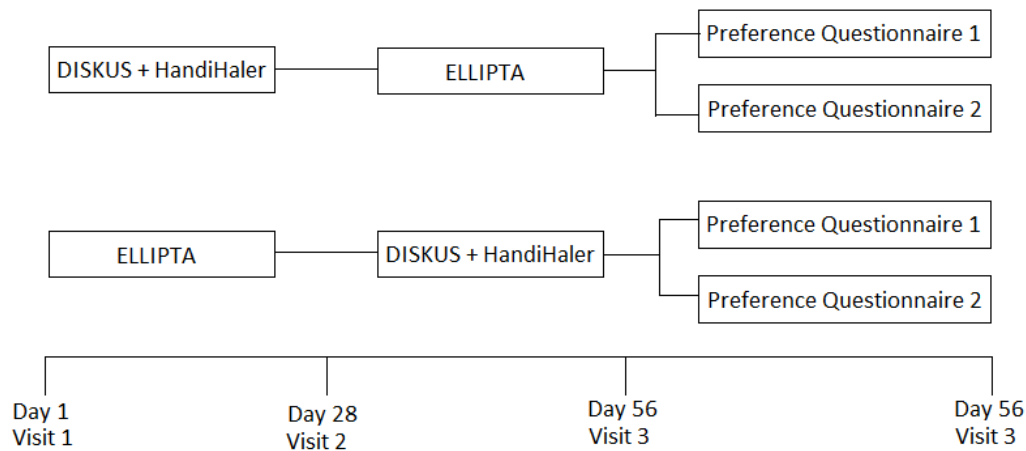 Preference Questionnaire 1
DISKUS + HandiHaler
ELLIPTA
Preference Questionnaire 2
Preference Questionnaire 1
ELLIPTA
DISKUS + HandiHaler
Preference Questionnaire 2
Day 1
Visit 1
Day 28
Visit 2
Day 56
Visit 3
Day 56
Visit 3